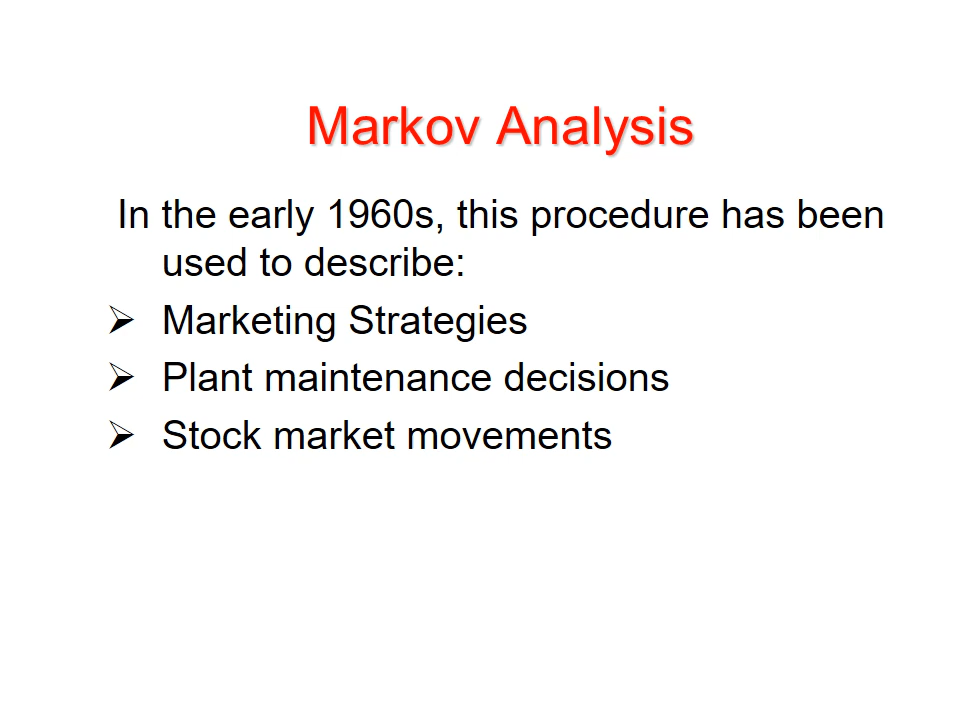 Markov Analysis
In the early 1960s, this procedure has been
used to describe:
➢ Marketing Strategies
➢ Plant maintenance decisions
➢ Stock market movements